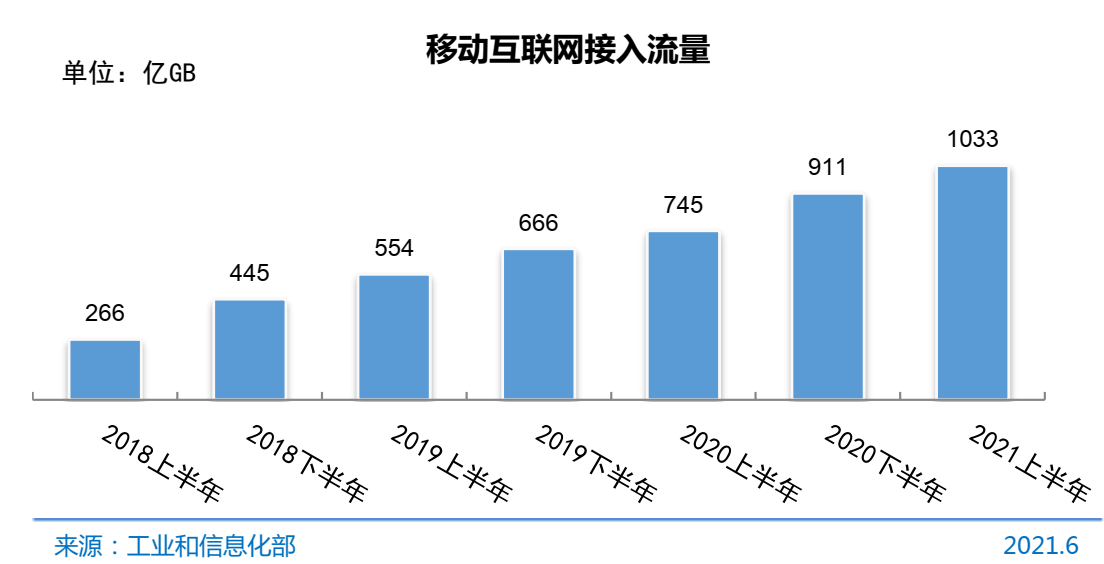 移动互联网接入流量
单位：亿GB
266
445
554
666
745
911
1033
2018上半年
2018下半年
2019上半年
2019下半年
2020上半年
2020下半年
2021上半年
来源：工业和信息化部
2021.6